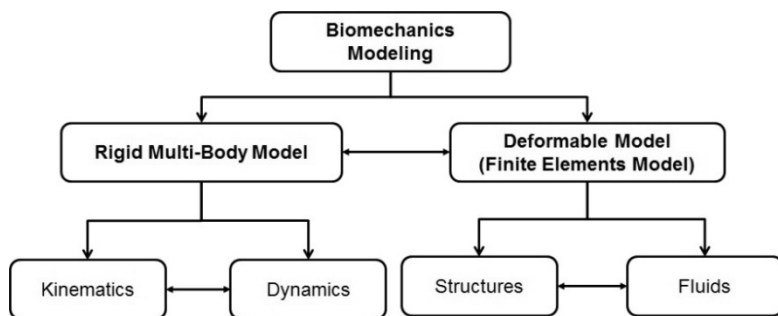 Biomechanics
Modeling
Rigid Multi-Body Model
Deformable Model
(Finite Elements Model)
Kinematics
Dynamics
Structures
Fluids